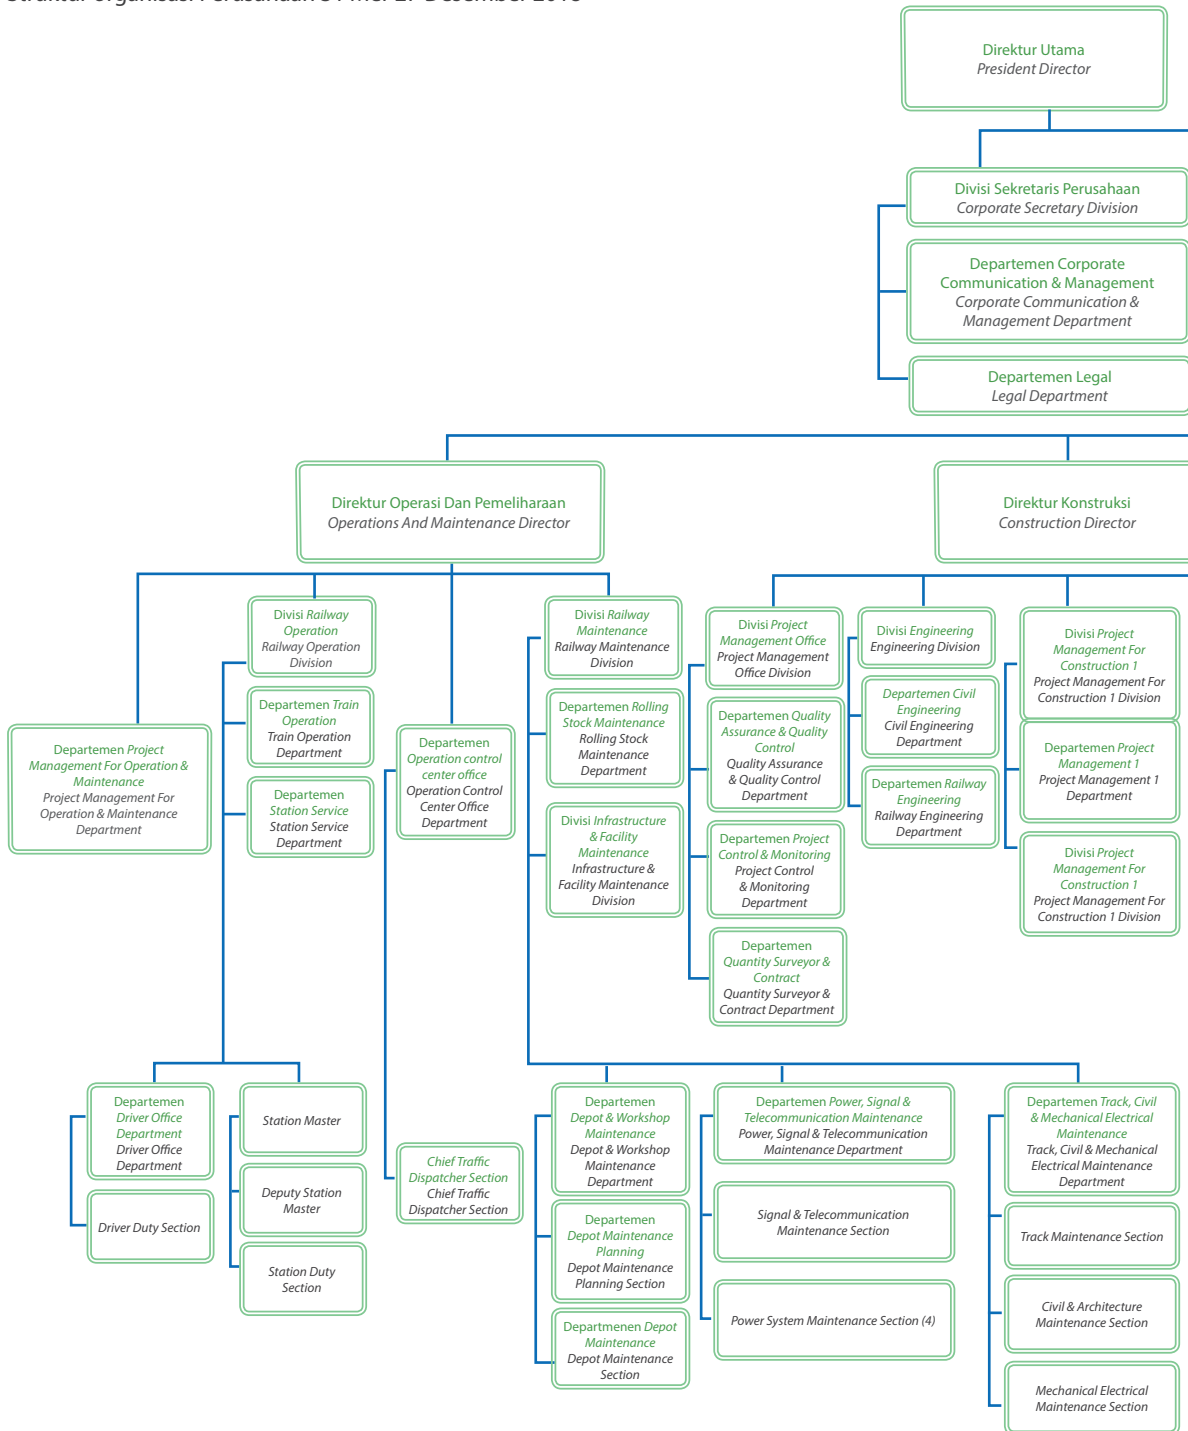 Struktur Organisasi Perusahaan Mei Desember
Direktur Utama
President Director
Divisi Sekretaris Perusahaan
Corporate Secretary Division
Departemen Corporate
Communication & Management
Corporate Communication &
Management Department
Departemen Legal
Legal Department
Direktur Operasi Dan Pemeliharaan
Operations And Maintenance Director
Direktur Konstruksi
Construction Director
Departemen Project
Management For Operation &
Maintenance
Project Management For
Operation & Maintenance
Department
Divisi Railway
Operation
Railway Operation
Division
Departemen Train
Operation
Train Operation
Department
Departemen
Station Service
Station Service
Department
Departemen
Operation control
center office
Operation Control
Center Office
Department
Divisi Railway
Maintenance
Railway Maintenance
Division
Departemen Rolling
Stock Maintenance
Rolling Stock
Maintenance
Department
Divisi Infrastructure
& Facility
Maintenance
Infrastructure &
Facility Maintenance
Division
Divisi Project
Management Office
Project Management
Office Division
Departemen Quality
Assurance & Quality
Control
Quality Assurance
& Quality Control
Department
Departemen Project
Control & Monitoring
Project Control
& Monitoring
Department
Departemen
Quantity Surveyor &
Contract
Quantity Surveyor &
Contract Department
Divisi Engineering
Engineering Division
Departemen Civil
Engineering
Civil Engineering
Department
Departemen Railway
Engineering
Railway Engineering
Department
Divisi Project
Management For
Construction 1
Project Management For
Construction 1 Division
Departemen Project
Management 1
Project Management 1
Department
Divisi Project
Management For
Construction 1
Project Management For
Construction 1 Division
Departemen
Driver Office
Department
Driver Office
Department
Driver Duty Section
Station Master
Deputy Station
Master
Station Duty
Section
Chief Traffic
Dispatcher Section
Chief Traffic
Dispatcher Section
Departemen
Depot & Workshop
Maintenance
Depot & Workshop
Maintenance
Department
Departemen
Depot Maintenance
Planning
Depot Maintenance
Planning Section
Departmenen Depot
Maintenance
Depot Maintenance
Section
Departemen Power, Signal &
Telecommunication Maintenance
Power, Signal & Telecommunication
Maintenance Department
Signal & Telecommunication
Maintenance Section
Power System Maintenance Section (4)
Departemen Track, Civil
& Mechanical Electrical
Maintenance
Track, Civil & Mechanical
Electrical Maintenance
Department
Track Maintenance Section
Civil & Architecture
Maintenance Section
Mechanical Electrical
Maintenance Section